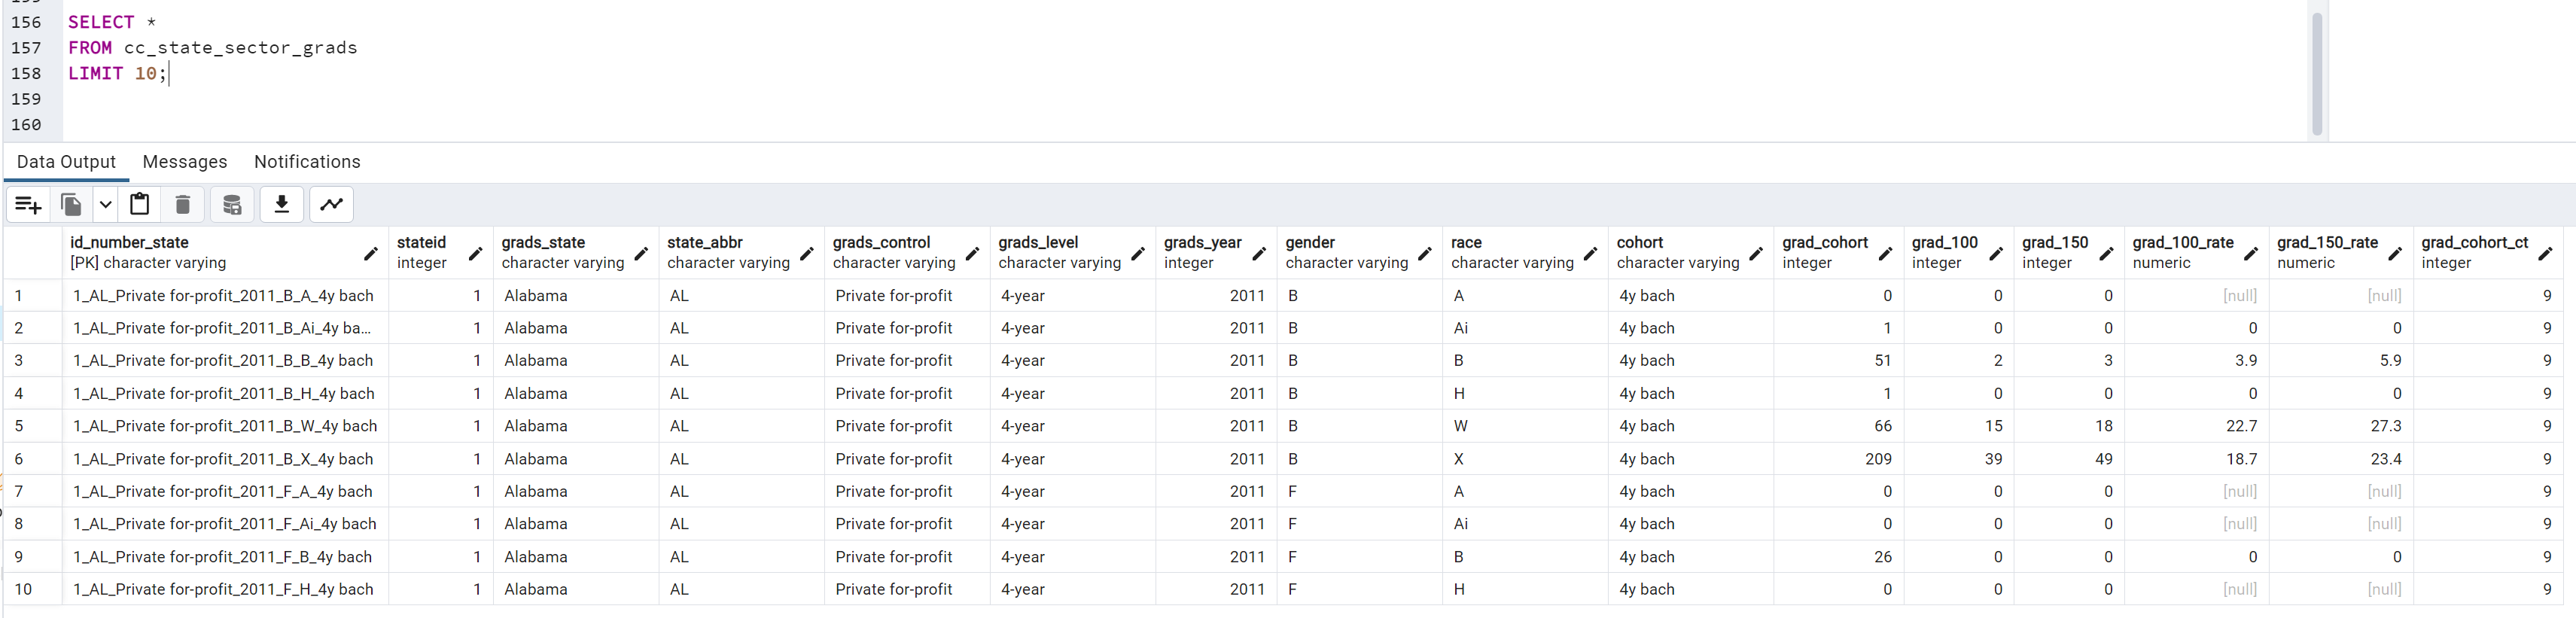 155
156 SELECT *
157 FROM cc_state_sector_grads
158 LIMIT 10;
159
160
Data Output Messages Notifications
id_number_state stateid grads_state state_abbr grads_control grads_level grads_year gender race cohort grad_cohort grad_100 grad_150 grad_100_rate grad_150_rate grad_cohort_ct
[PK] character varying integer character varying character varying character varying character varying integer character varying character varying character varying integer integer integer numeric numeric integer
1 1_AL_Private for-profit_2011_B_A_4y bach 1 Alabama AL Private for-profit 4-year 2011 B A 4y bach 0 0 0 [null] [null] 9
2 1_AL_Private for-profit_2011_B_Ai_4y ba... 1 Alabama AL Private for-profit 4-year 2011 B Ai 4y bach 1 0 0 0 0 9
3 1_AL_Private for-profit_2011_B_B_4y bach 1 Alabama AL Private for-profit 4-year 2011 B B 4y bach 51 2 3 3.9 5.9 9
4 1_AL_Private for-profit_2011_B_H_4y bach 1 Alabama AL Private for-profit 4-year 2011 B H 4y bach 1 0 0 0 0 9
5 1_AL_Private for-profit_2011_B_W_4y bach 1 Alabama AL Private for-profit 4-year 2011 B W 4y bach 66 15 18 22.7 27.3 9
6 1_AL_Private for-profit_2011_B_X_4y bach 1 Alabama AL Private for-profit 4-year 2011 B X 4y bach 209 39 49 18.7 23.4 9
7 1_AL_Private for-profit_2011_F_A_4y bach 1 Alabama AL Private for-profit 4-year 2011 F A 4y bach 0 0 0 [null] [null] 9
8 1_AL_Private for-profit_2011_F_Ai_4y bach 1 Alabama AL Private for-profit 4-year 2011 F Ai 4y bach 0 0 0 [null] [null] 9
9 1_AL_Private for-profit_2011_F_B_4y bach 1 Alabama AL Private for-profit 4-year 2011 F B 4y bach 26 0 0 0 0 9
10 1_AL_Private for-profit_2011_F_H_4y bach 1 Alabama AL Private for-profit 4-year 2011 F H 4y bach 0 0 0 [null] [null] 9